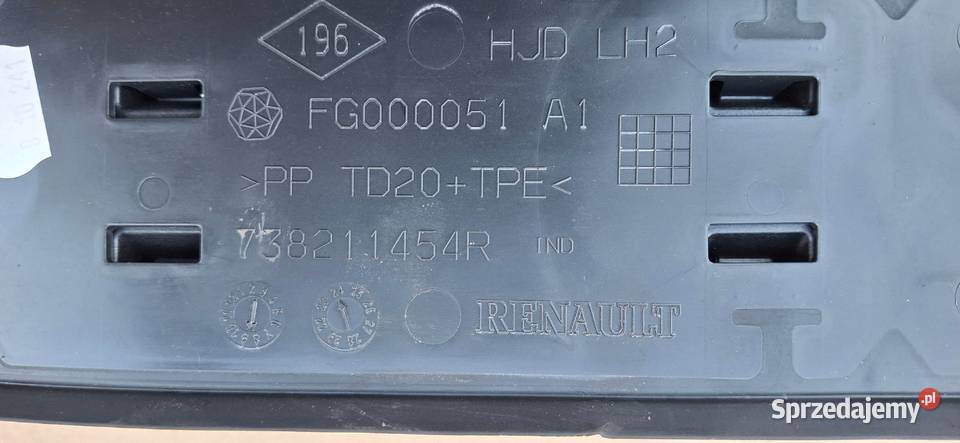 196 HJD LH2
FG000051 A1
>PP TD20+TPE<
738211454R IND
RENAULT
Sprzedajemy.pl